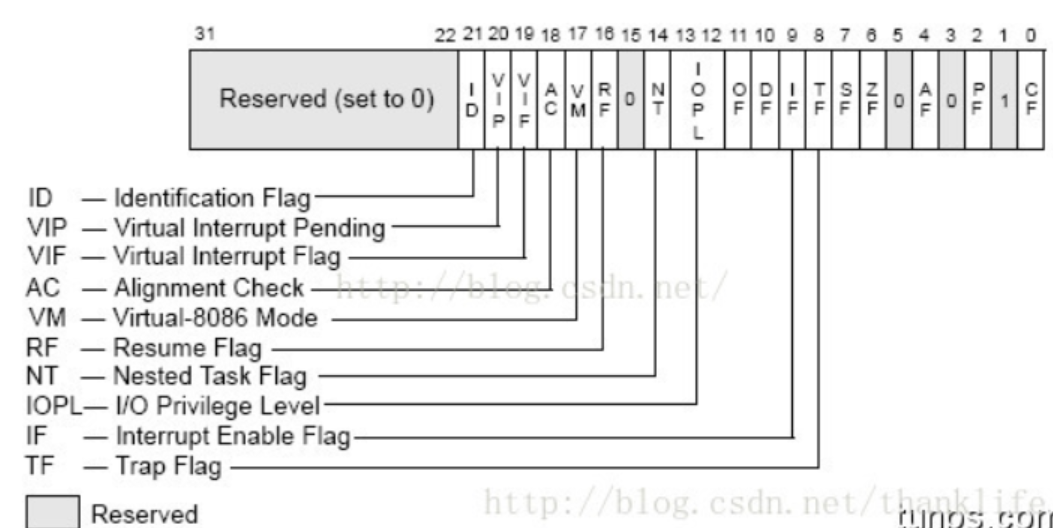 31 22 21 20 19 18 17 16 15 14 13 12 11 10 9 8 7 6 5 4 3 2 1 0
Reserved (set to 0) ID VIP VIF AC VM RF 0 NT IOPL OF DF IF TF SF ZF 0 AF 0 PF 1 CF
ID — Identification Flag
VIP — Virtual Interrupt Pending
VIF — Virtual Interrupt Flag
AC — Alignment Check
http://blog.csdn.net/
VM — Virtual-8086 Mode
RF — Resume Flag
NT — Nested Task Flag
IOPL— I/O Privilege Level
IF — Interrupt Enable Flag
TF — Trap Flag
Reserved
http://blog.csdn.net/thanklife